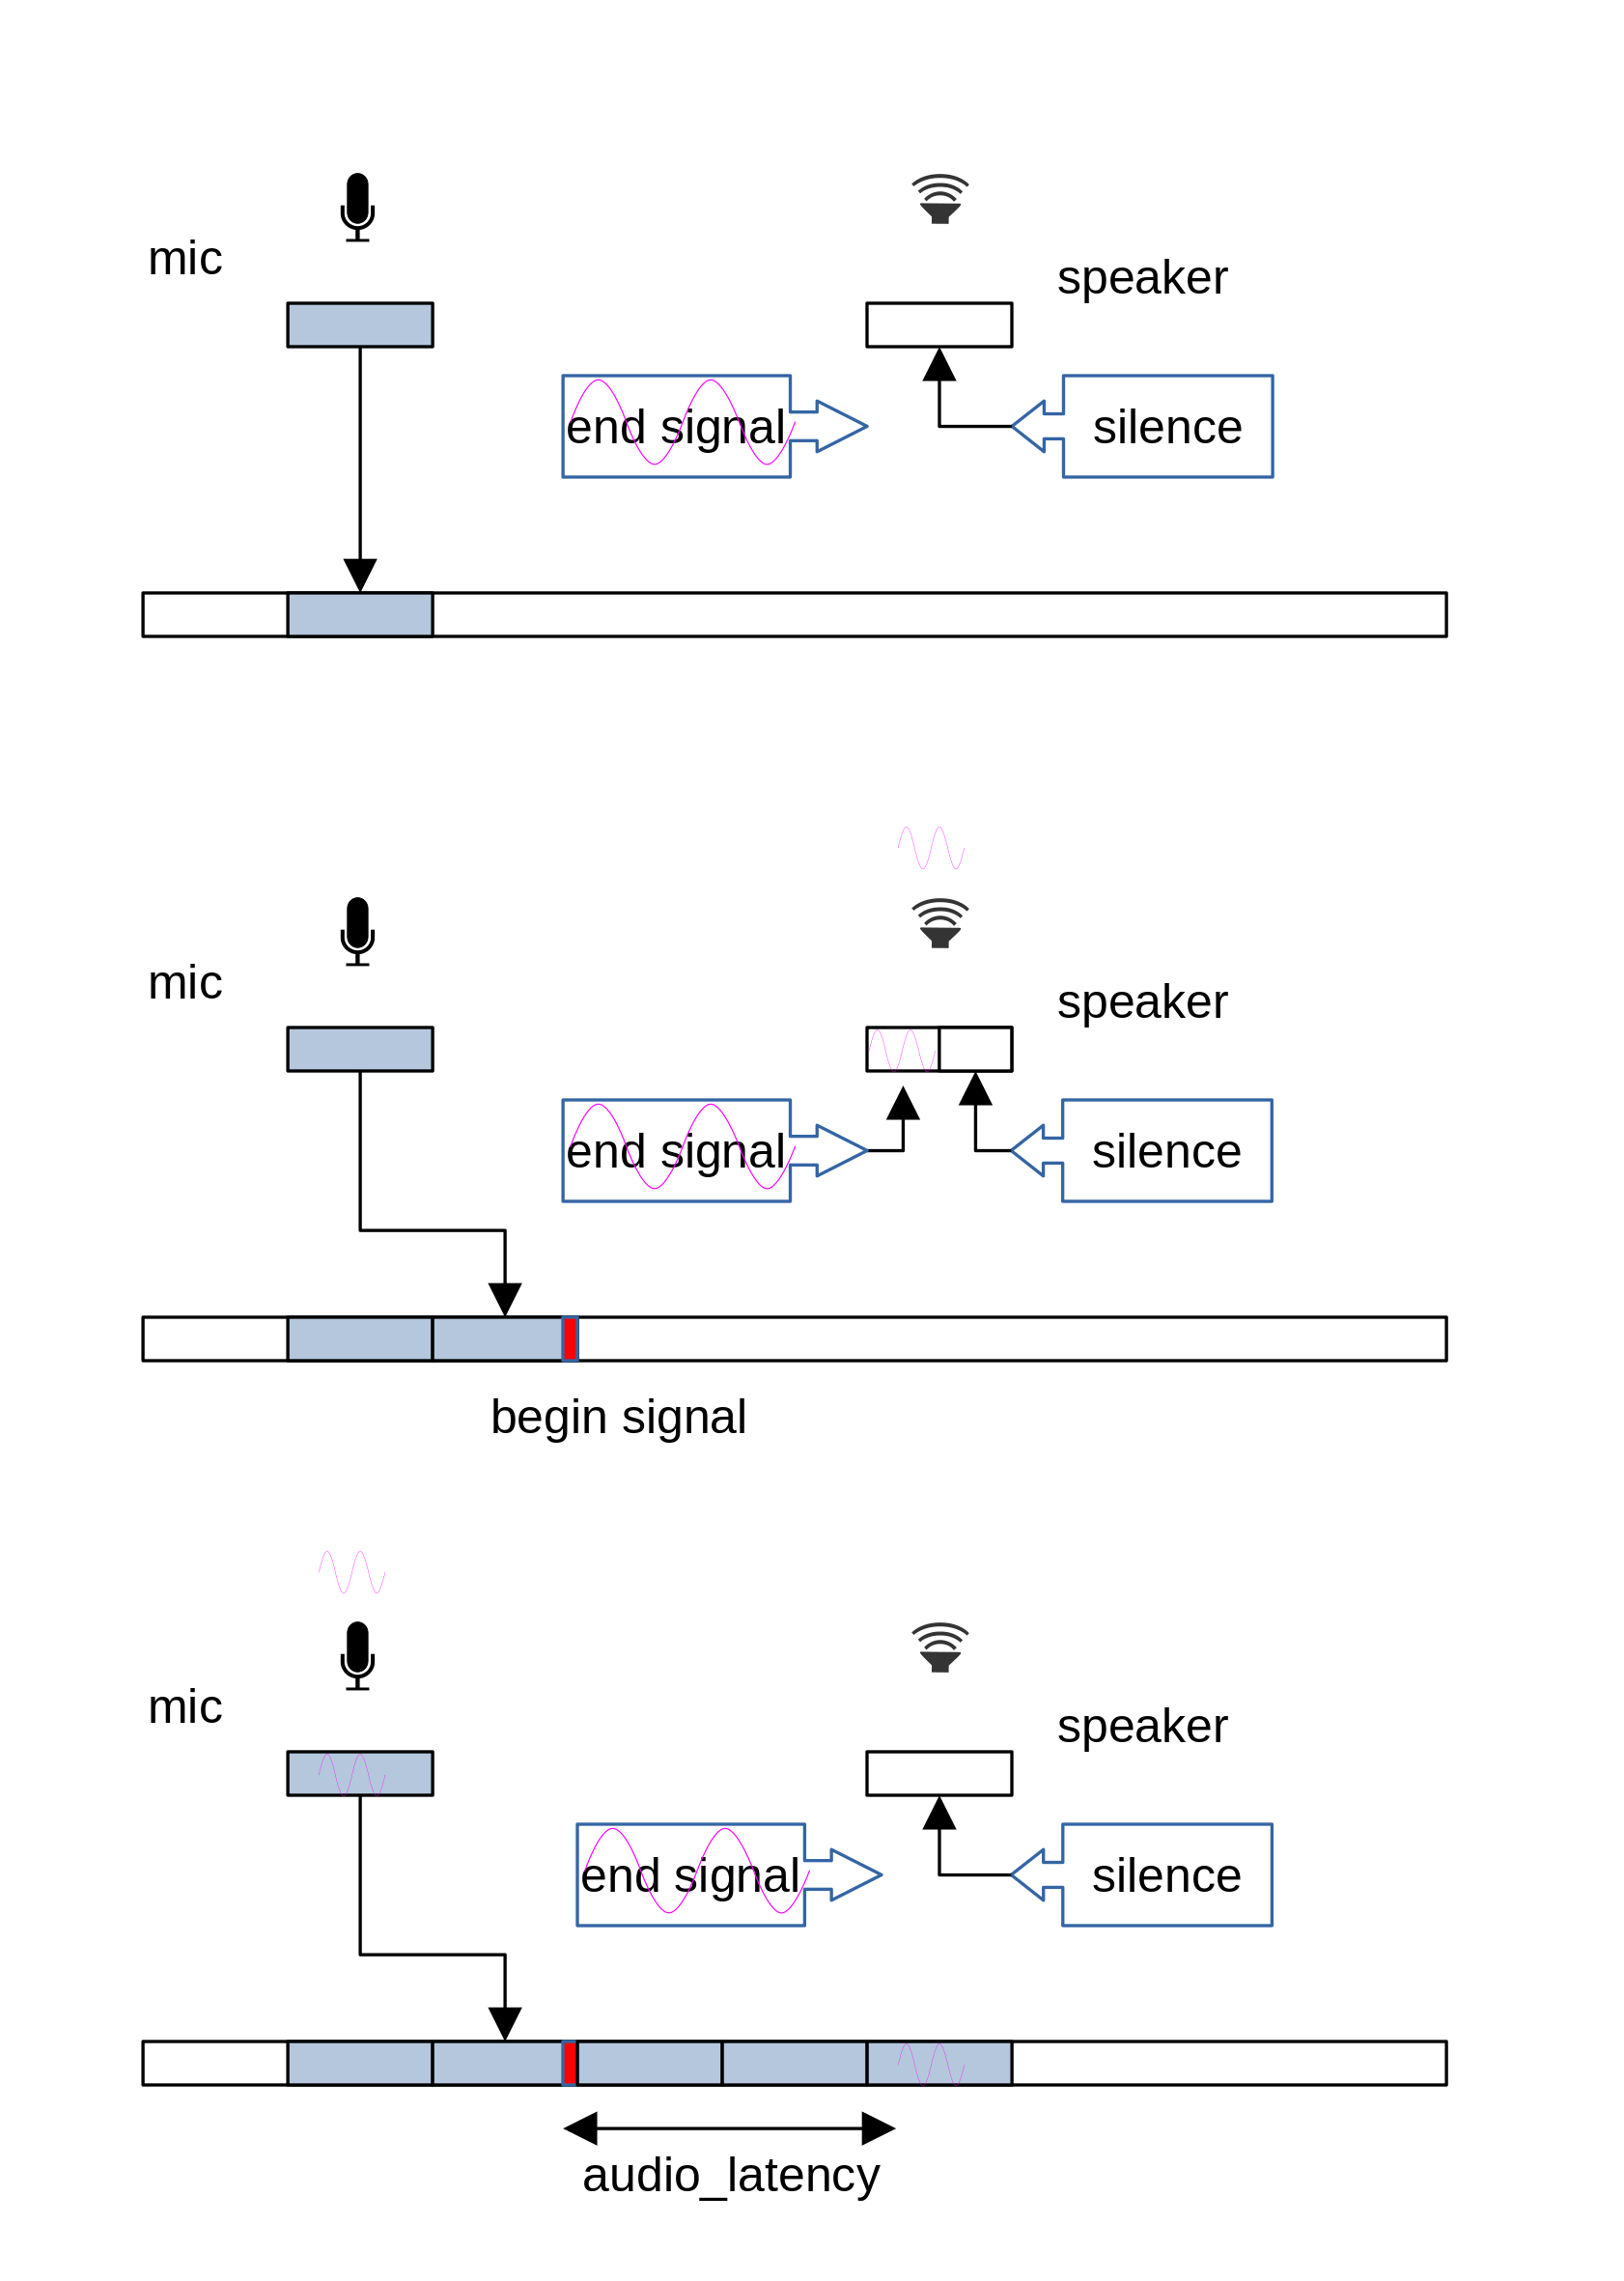 mic
speaker
end signal
silence
mic
speaker
end signal
silence
begin signal
mic
speaker
end signal
silence
audio_latency